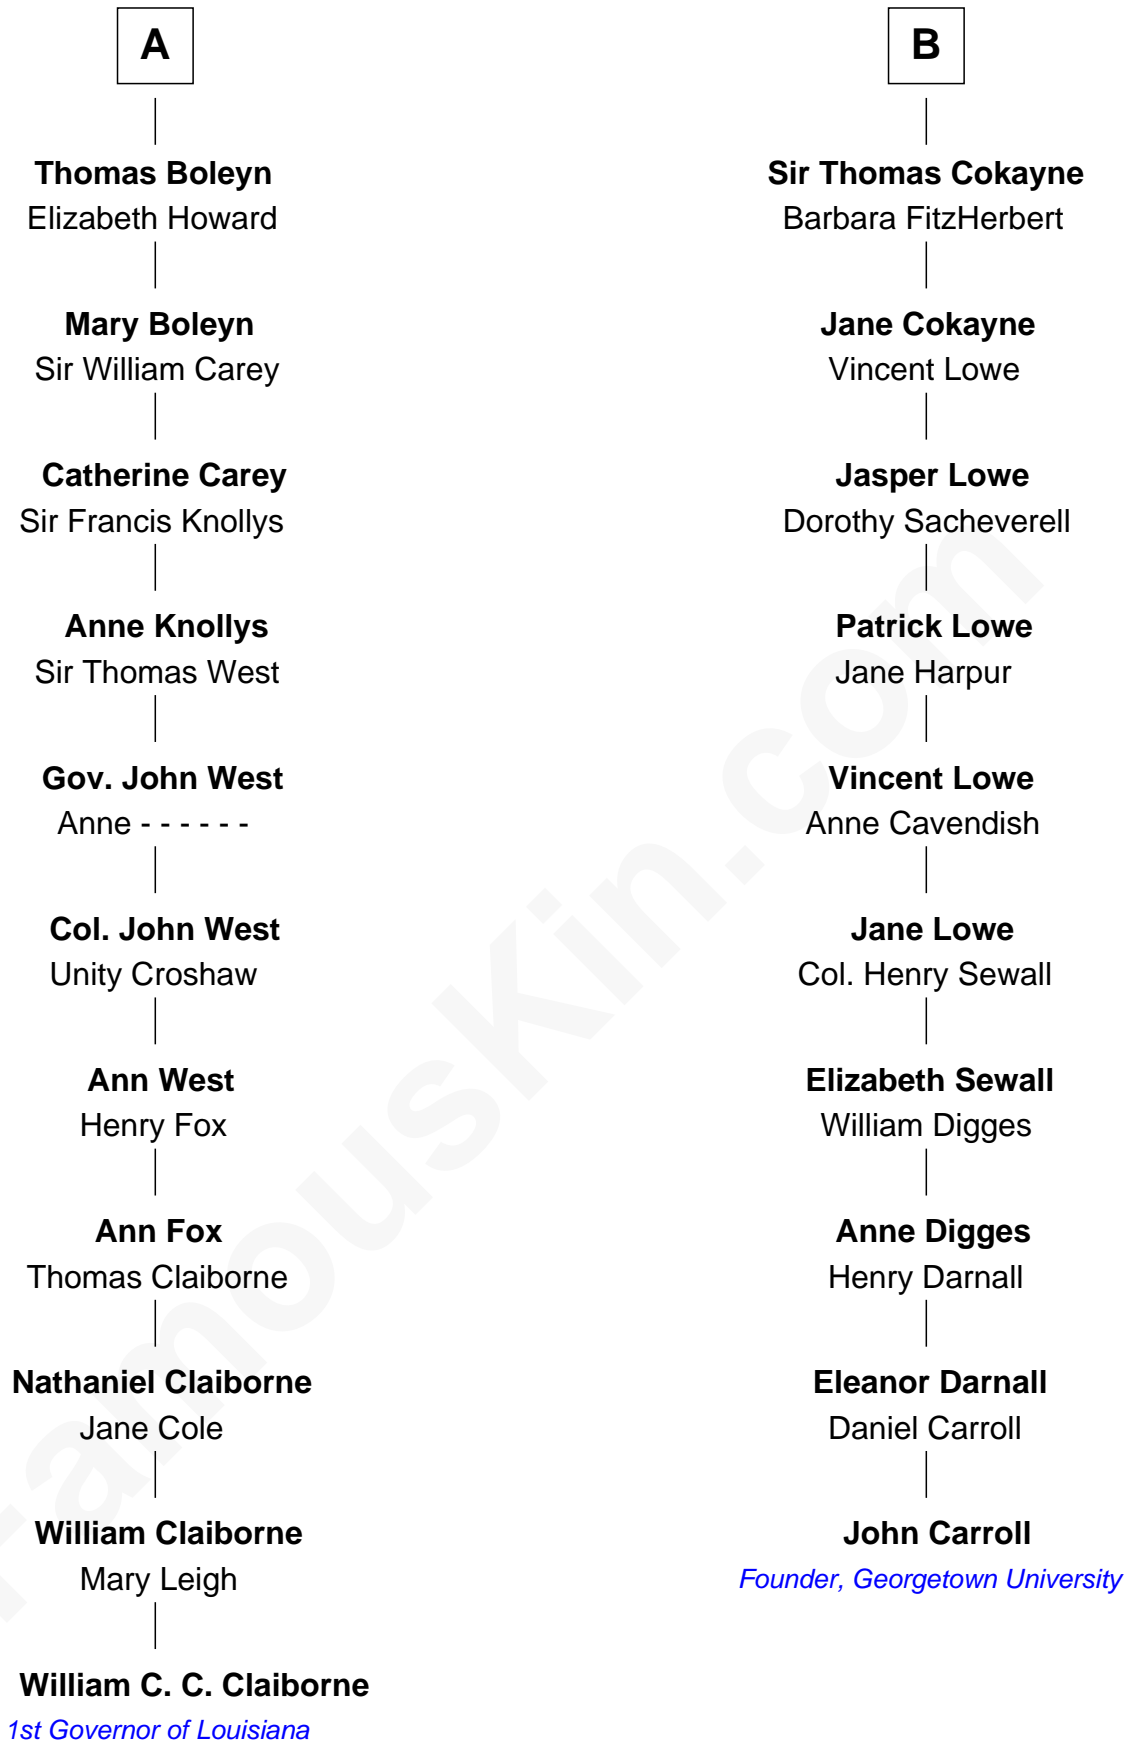 A
Thomas Boleyn
Elizabeth Howard
Mary Boleyn
Sir William Carey
Catherine Carey
Sir Francis Knollys
Anne Knollys
Sir Thomas West
Gov. John West
Anne - - - - - -
Col. John West
Unity Croshaw
Ann West
Henry Fox
Ann Fox
Thomas Claiborne
Nathaniel Claiborne
Jane Cole
William Claiborne
Mary Leigh
William C. C. Claiborne
1st Governor of Louisiana
B
Sir Thomas Cokayne
Barbara FitzHerbert
Jane Cokayne
Vincent Lowe
Jasper Lowe
Dorothy Sacheverell
Patrick Lowe
Jane Harpur
Vincent Lowe
Anne Cavendish
Jane Lowe
Col. Henry Sewall
Elizabeth Sewall
William Digges
Anne Digges
Henry Darnall
Eleanor Darnall
Daniel Carroll
John Carroll
Founder, Georgetown University
FamousKin.com